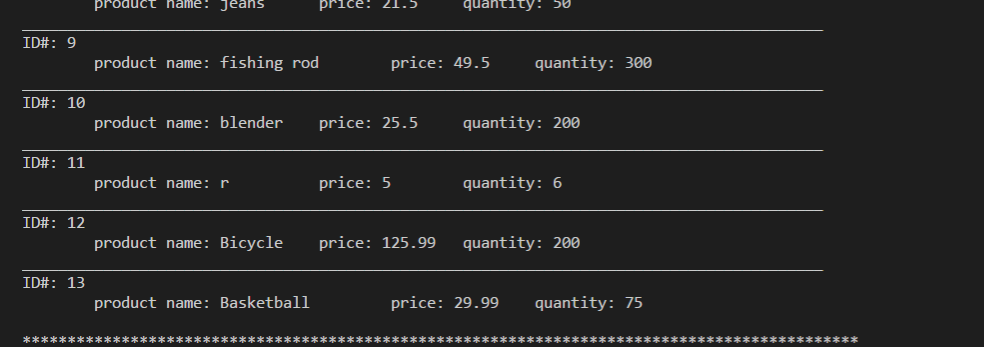 product name: jeans price: 21.5 quantity: 50
ID#: 9
product name: fishing rod price: 49.5 quantity: 300
ID#: 10
product name: blender price: 25.5 quantity: 200
ID#: 11
product name: r price: 5 quantity: 6
ID#: 12
product name: Bicycle price: 125.99 quantity: 200
ID#: 13
product name: Basketball price: 29.99 quantity: 75
*********************************************************************************************